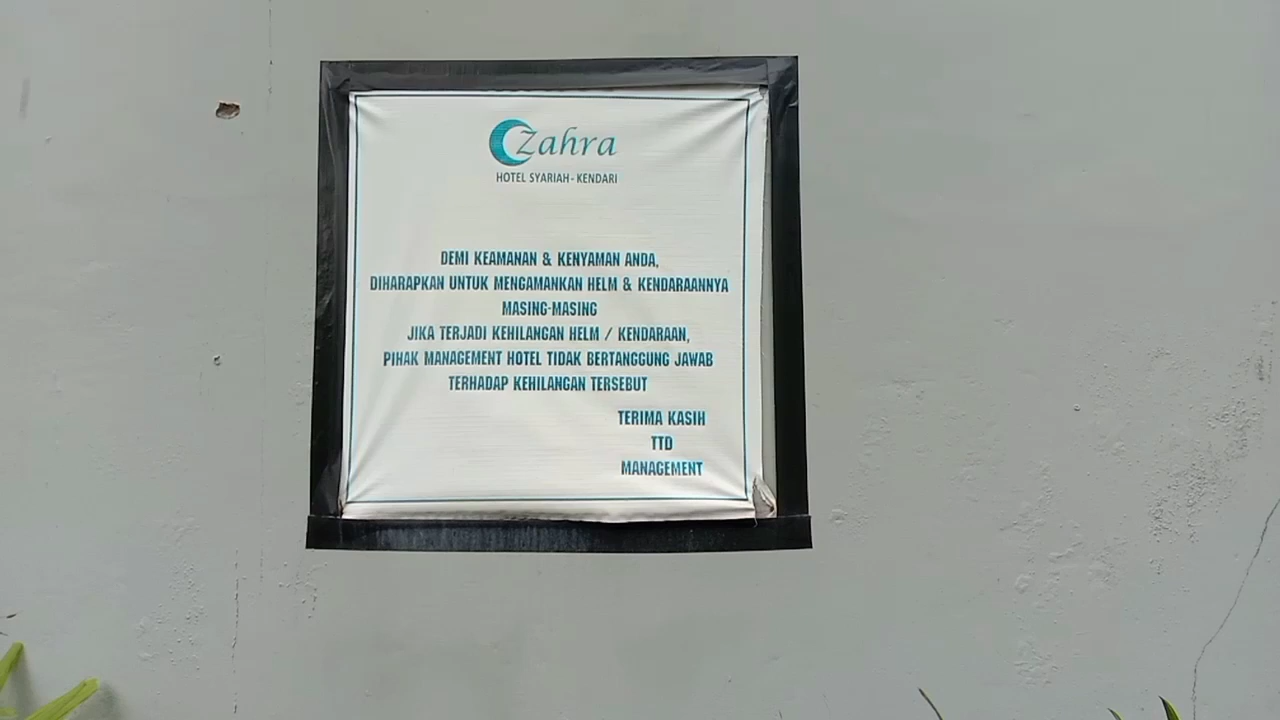 Zahra
HOTEL SYARIAH - KENDARI
DEMI KEAMANAN & KENYAMAN ANDA,
DIHARAPKAN UNTUK MENGAMANKAN HELM & KENDARAANNYA
MASING-MASING
JIKA TERJADI KEHILANGAN HELM / KENDARAAN,
PIHAK MANAGEMENT HOTEL TIDAK BERTANGGUNG JAWAB
TERHADAP KEHILANGAN TERSEBUT
TERIMA KASIH
TTD
MANAGEMENT